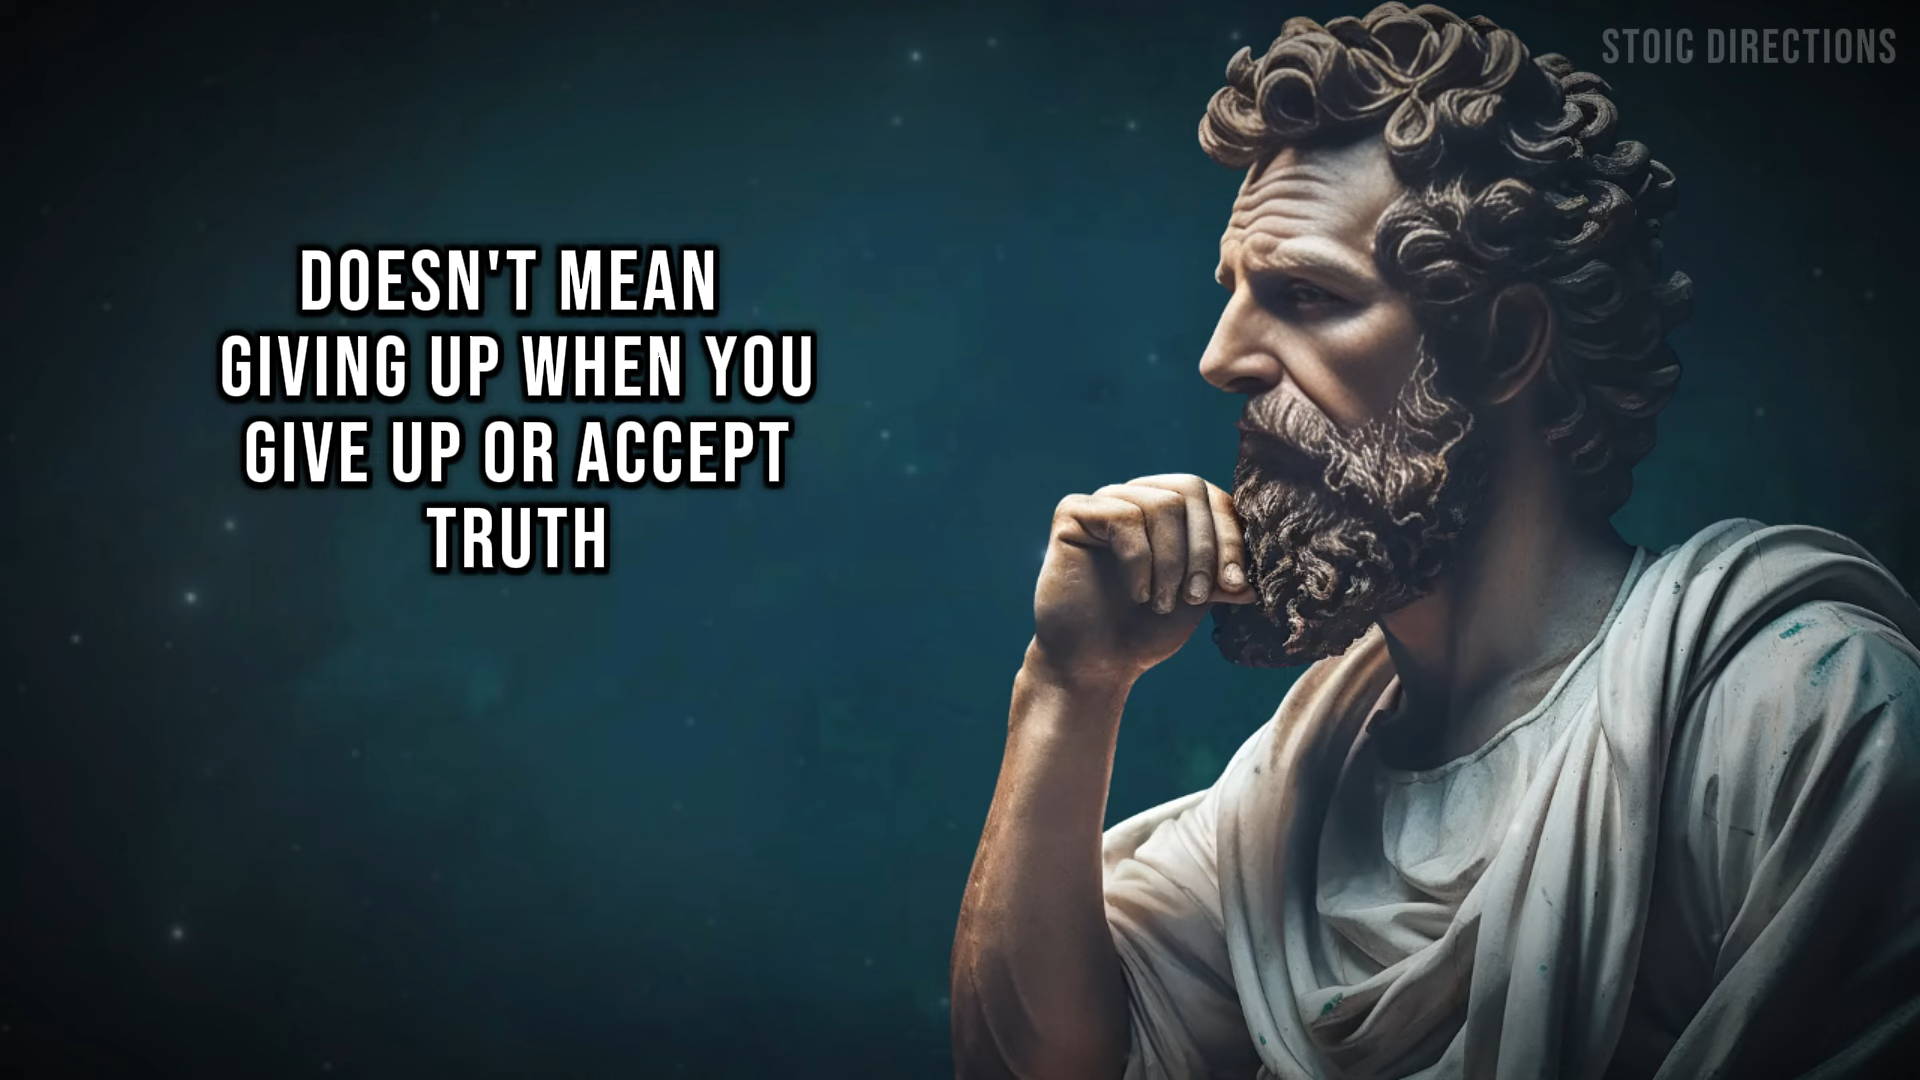 STOIC DIRECTIONS
DOESN'T MEAN
GIVING UP WHEN YOU
GIVE UP OR ACCEPT
TRUTH